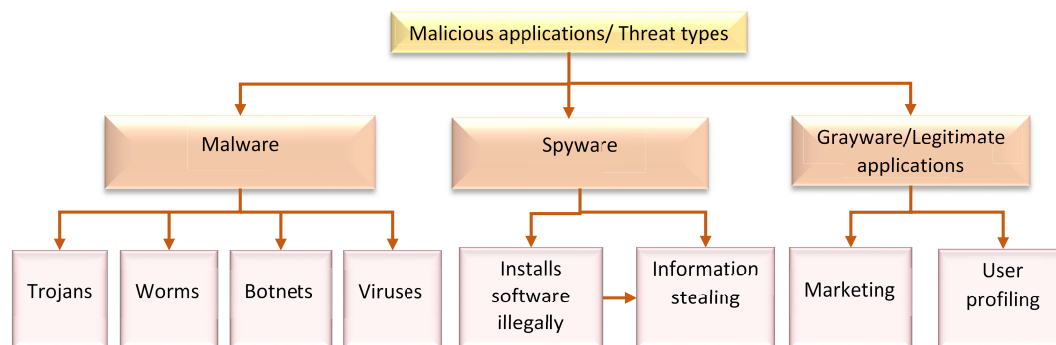 Malicious applications/ Threat types
Malware
Spyware
Grayware/Legitimate
applications
Trojans
Worms
Botnets
Viruses
Installs
software
illegally
Information
stealing
Marketing
User
profiling